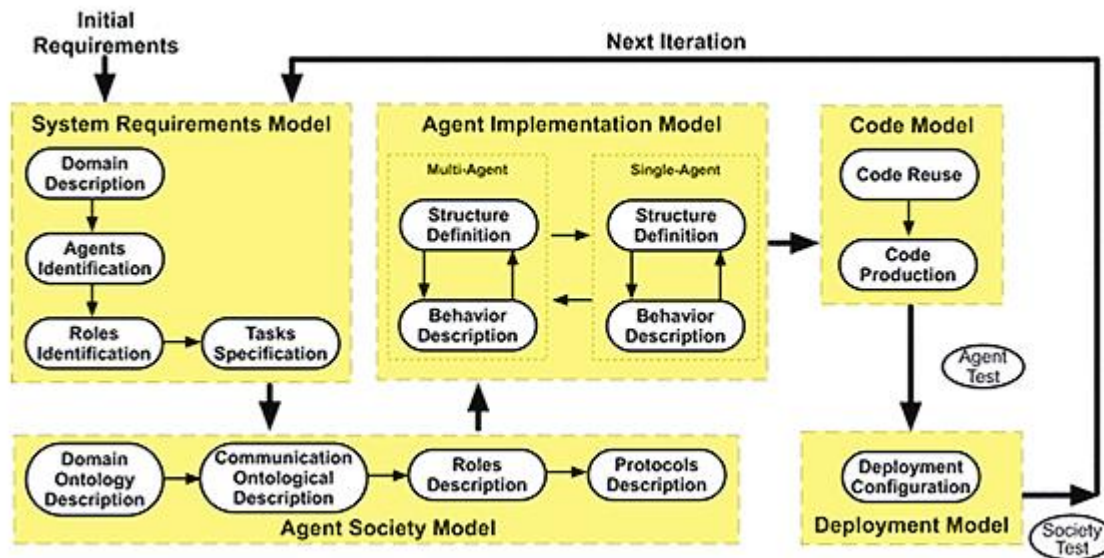 Initial
Requirements
Next Iteration
System Requirements Model
Domain
Description
Agents
Identification
Roles
Identification
Tasks
Specification
Agent Implementation Model
Multi-Agent
Structure
Definition
Behavior
Description
Single-Agent
Structure
Definition
Behavior
Description
Code Model
Code Reuse
Code
Production
Agent
Test
Domain
Ontology
Description
Communication
Ontological
Description
Roles
Description
Protocols
Description
Agent Society Model
Deployment
Configuration
Deployment Model
Society
Test